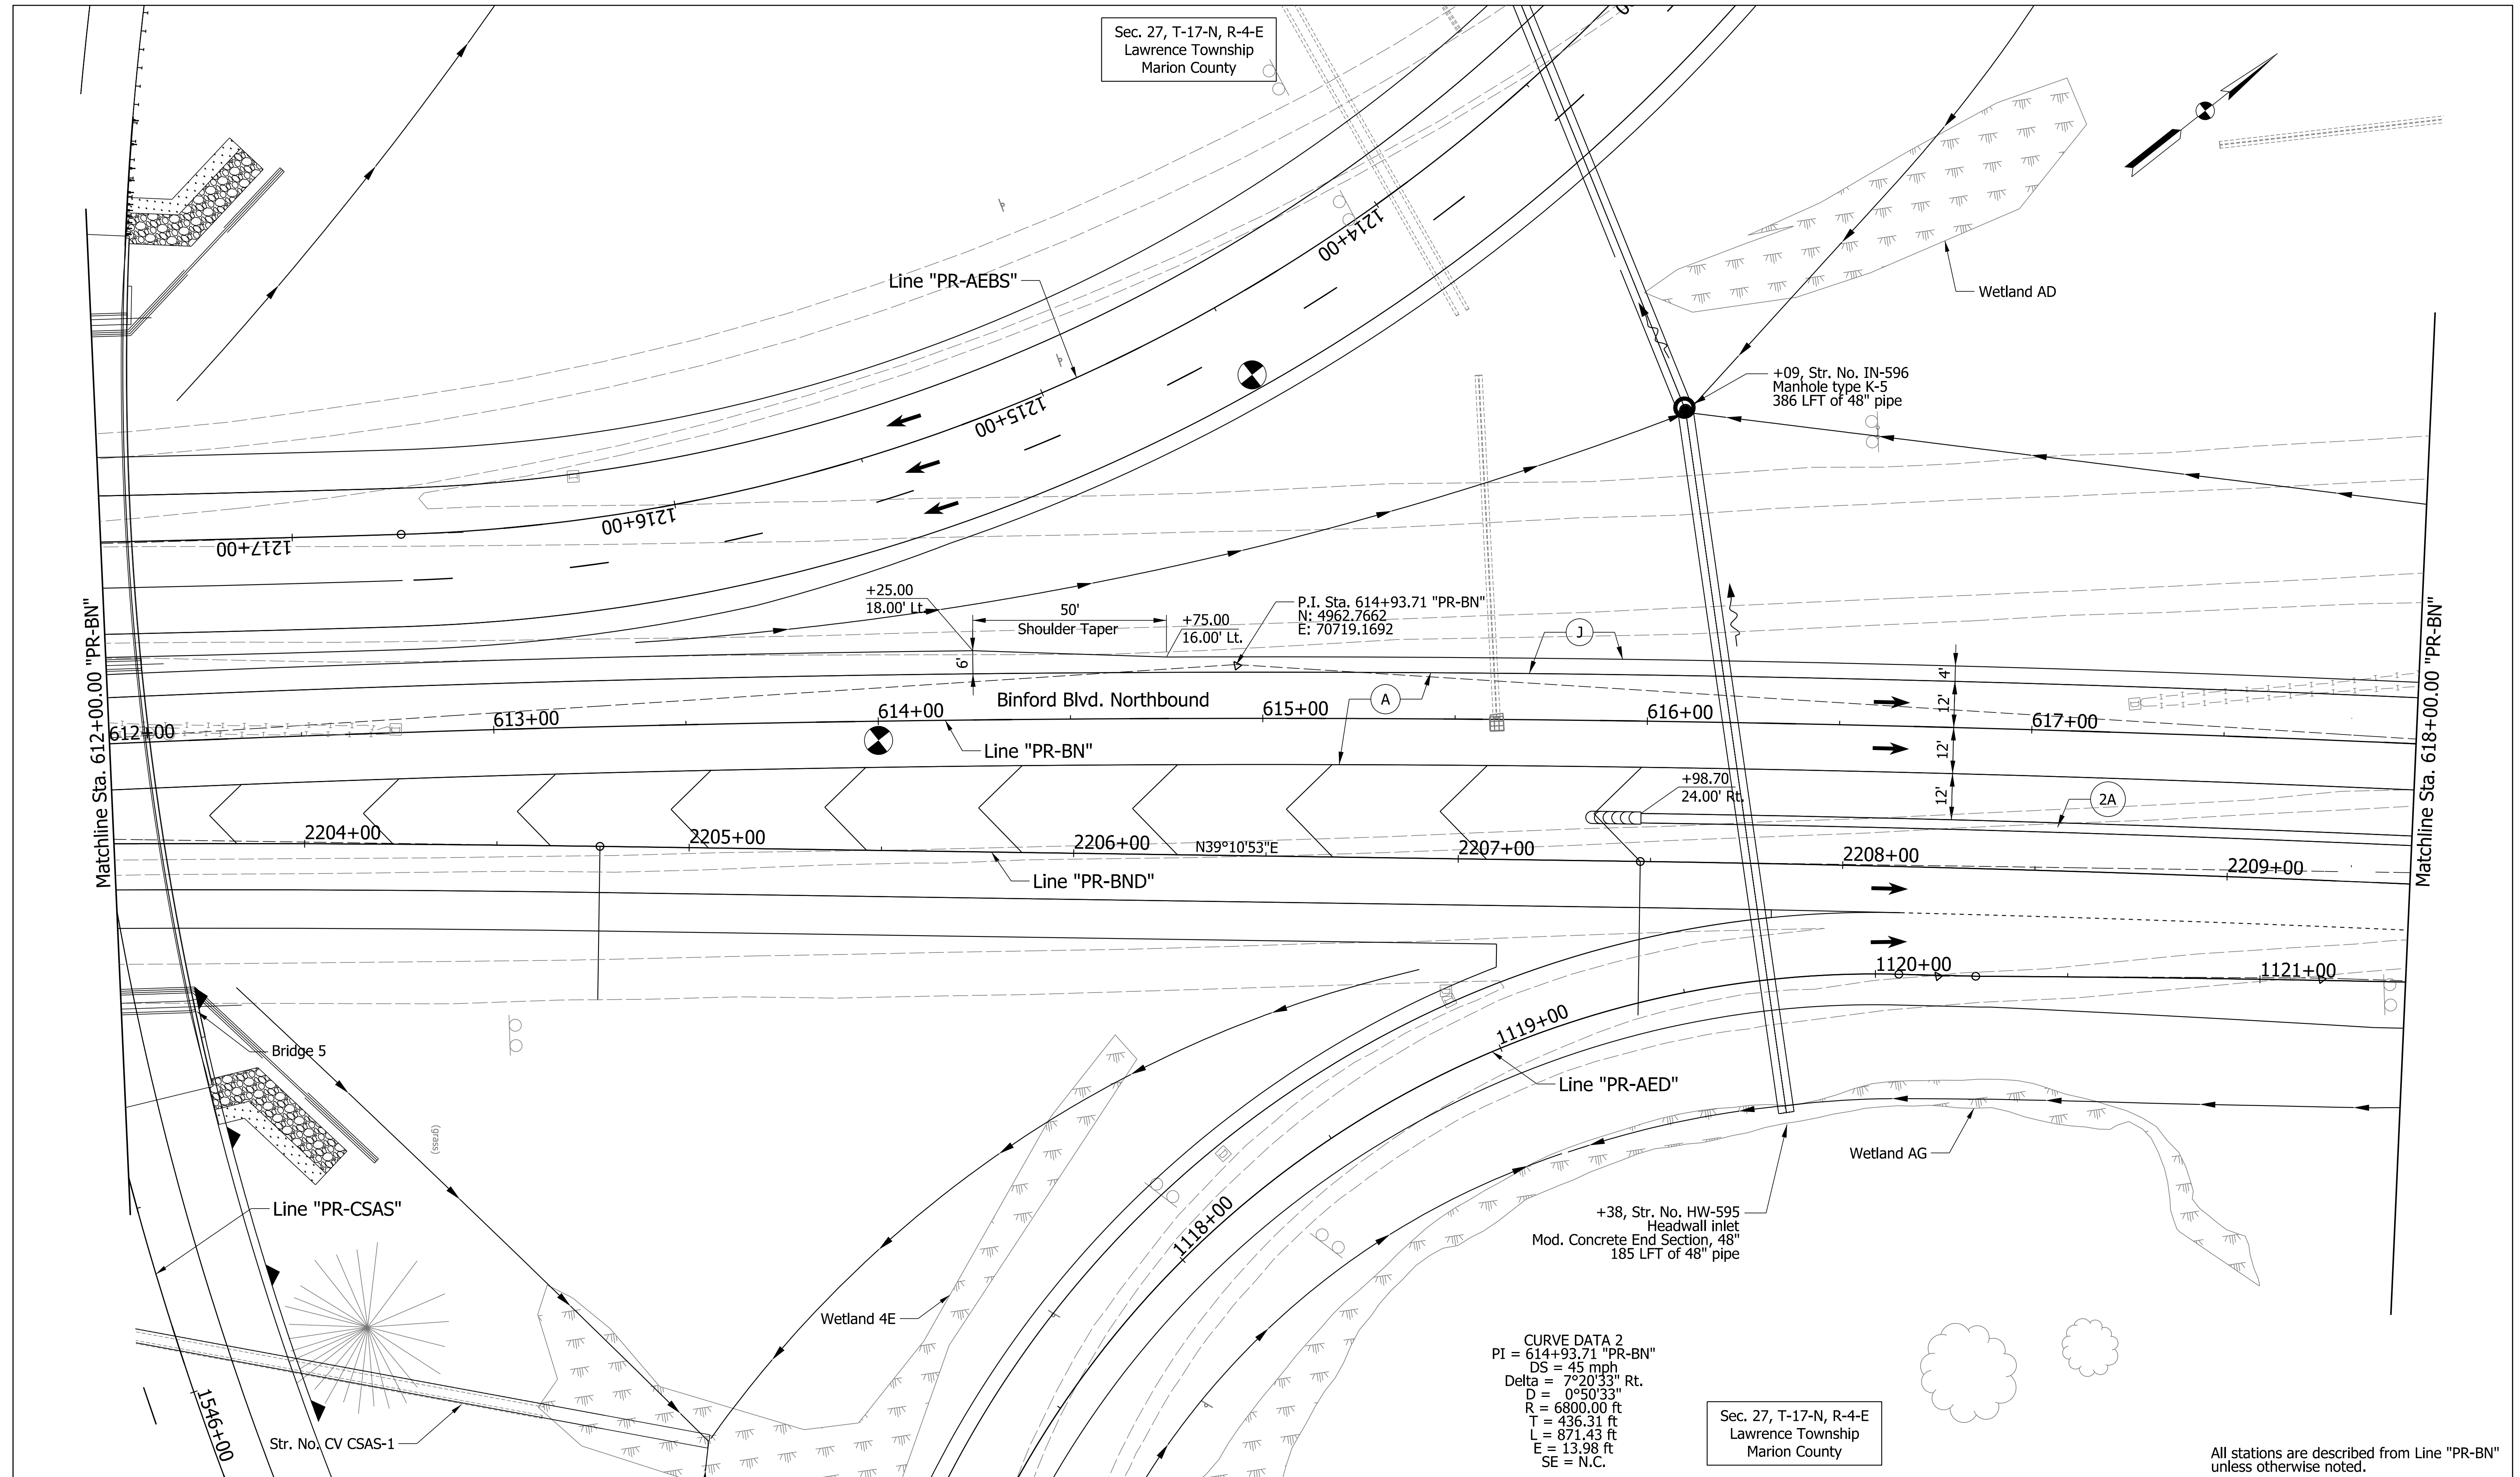 Sec. 27, T-17-N, R-4-E
Lawrence Township
Marion County
1214+00
Line "PR-AEBS"
Wetland AD
+09, Str. No. IN-596
Manhole type K-5
386 LFT of 48" pipe
1215+00
1216+00
1217+00
+25.00
18.00' Lt.
50'
Shoulder Taper
+75.00
16.00' Lt.
P.I. Sta. 614+93.71 "PR-BN"
N: 4962.7662
E: 70719.1692
J
6'
4'
Matchline Sta. 612+00.00 "PR-BN"
Matchline Sta. 618+00.00 "PR-BN"
Binford Blvd. Northbound
A
12'
612+00
613+00
614+00
615+00
616+00
617+00
Line "PR-BN"
12'
+98.70
24.00' Rt.
12'
2A
2204+00
2205+00
2206+00
N39°10'53"E
2207+00
2208+00
2209+00
Line "PR-BND"
1120+00
1121+00
1119+00
Bridge 5
Line "PR-AED"
(grass)
Wetland AG
Line "PR-CSAS"
1118+00
+38, Str. No. HW-595
Headwall inlet
Mod. Concrete End Section, 48"
185 LFT of 48" pipe
Wetland 4E
1546+00
Str. No. CV CSAS-1
CURVE DATA 2
PI = 614+93.71 "PR-BN"
DS = 45 mph
Delta = 7°20'33" Rt.
D = 0°50'33"
R = 6800.00 ft
T = 436.31 ft
L = 871.43 ft
E = 13.98 ft
SE = N.C.
Sec. 27, T-17-N, R-4-E
Lawrence Township
Marion County
All stations are described from Line "PR-BN"
unless otherwise noted.